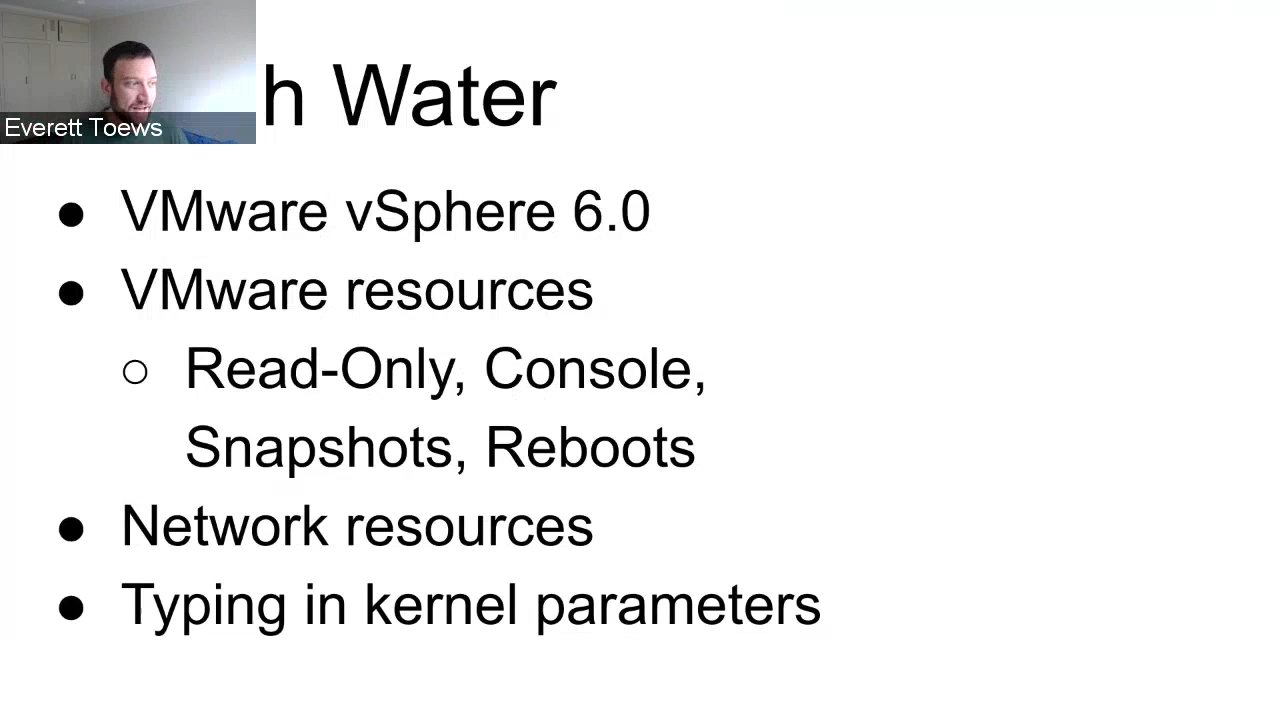 h Water
Everett Toews
● VMware vSphere 6.0
● VMware resources
○ Read-Only, Console,
Snapshots, Reboots
● Network resources
● Typing in kernel parameters